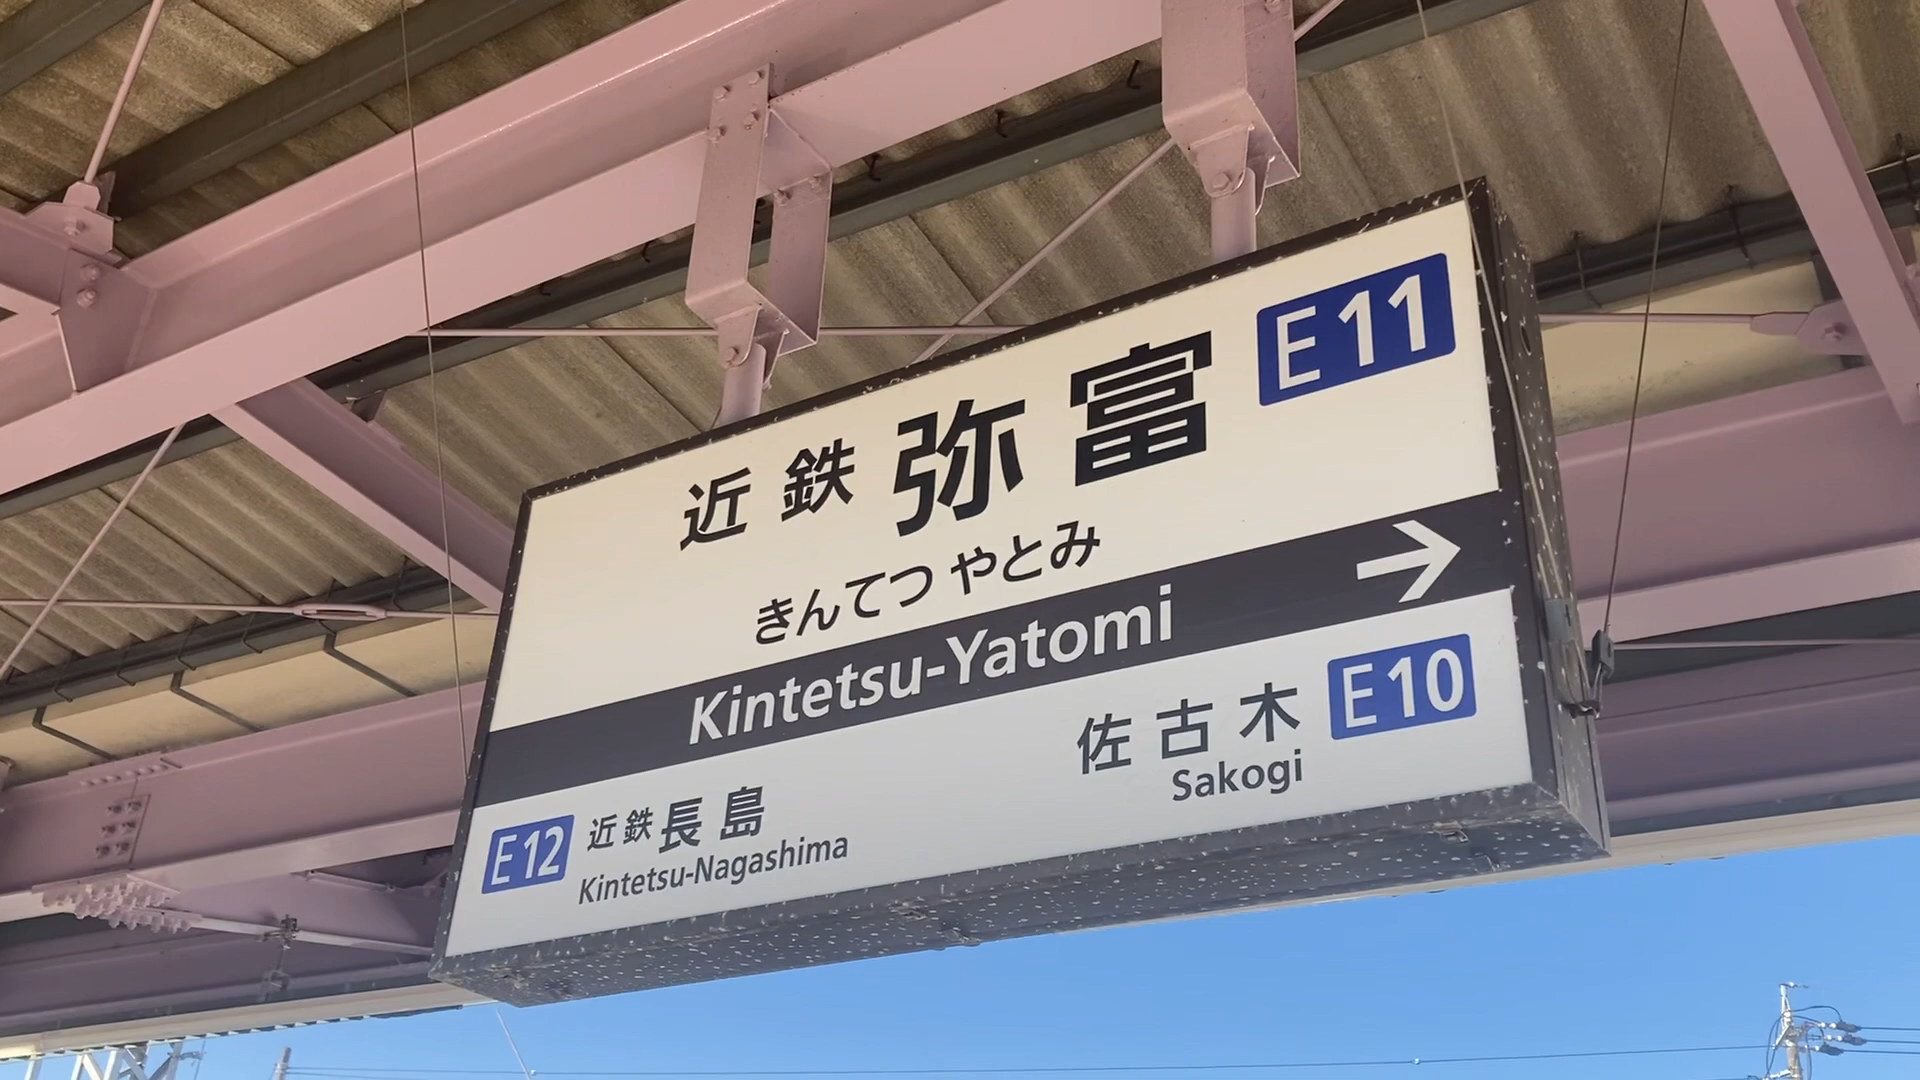 近鉄弥富 E11
きんてつ やとみ
Kintetsu-Yatomi →
佐古木 E10
Sakogi
E12 近鉄長島
Kintetsu-Nagashima